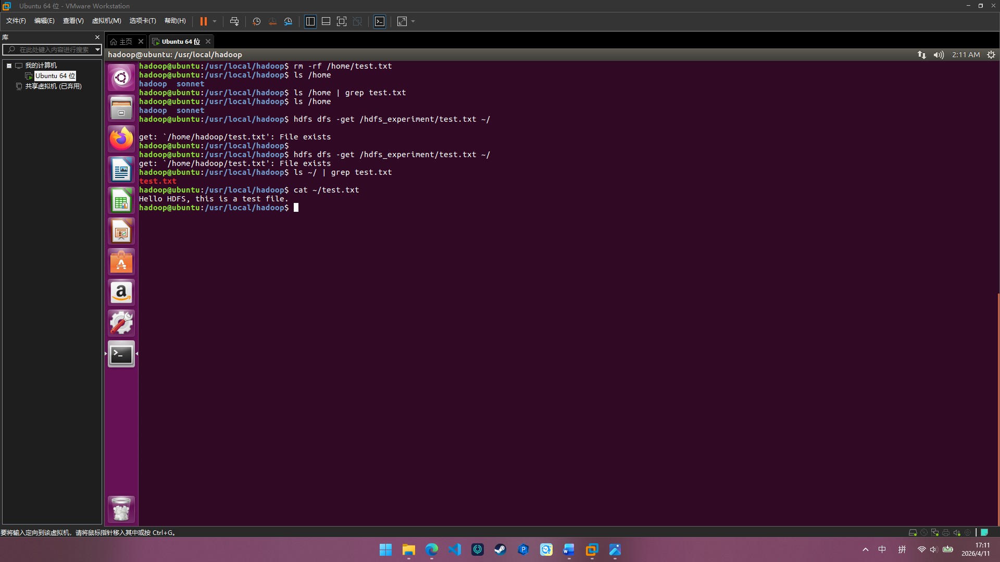 Ubuntu 64 位 - VMware Workstation
文件(F) 编辑(E) 查看(V) 虚拟机(M) 选项卡(T) 帮助(H)
库
在此处键入内容进行搜索
我的计算机
Ubuntu 64 位
共享虚拟机 (已弃用)
主页
Ubuntu 64 位
hadoop@ubuntu: /usr/local/hadoop
2:11 AM
hadoop@ubuntu:/usr/local/hadoop$ rm -rf /home/test.txt
hadoop@ubuntu:/usr/local/hadoop$ ls /home
hadoop  sonnet
hadoop@ubuntu:/usr/local/hadoop$ ls /home | grep test.txt
hadoop@ubuntu:/usr/local/hadoop$ ls /home
hadoop  sonnet
hadoop@ubuntu:/usr/local/hadoop$ hdfs dfs -get /hdfs_experiment/test.txt ~/
get: `/home/hadoop/test.txt': File exists
hadoop@ubuntu:/usr/local/hadoop$
hadoop@ubuntu:/usr/local/hadoop$ hdfs dfs -get /hdfs_experiment/test.txt ~/
get: `/home/hadoop/test.txt': File exists
hadoop@ubuntu:/usr/local/hadoop$ ls ~/ | grep test.txt
test.txt
hadoop@ubuntu:/usr/local/hadoop$ cat ~/test.txt
Hello HDFS, this is a test file.
hadoop@ubuntu:/usr/local/hadoop$
要将输入定向到该虚拟机，请将鼠标指针移入其中或按 Ctrl+G。
中 拼
17:11
2026/4/11